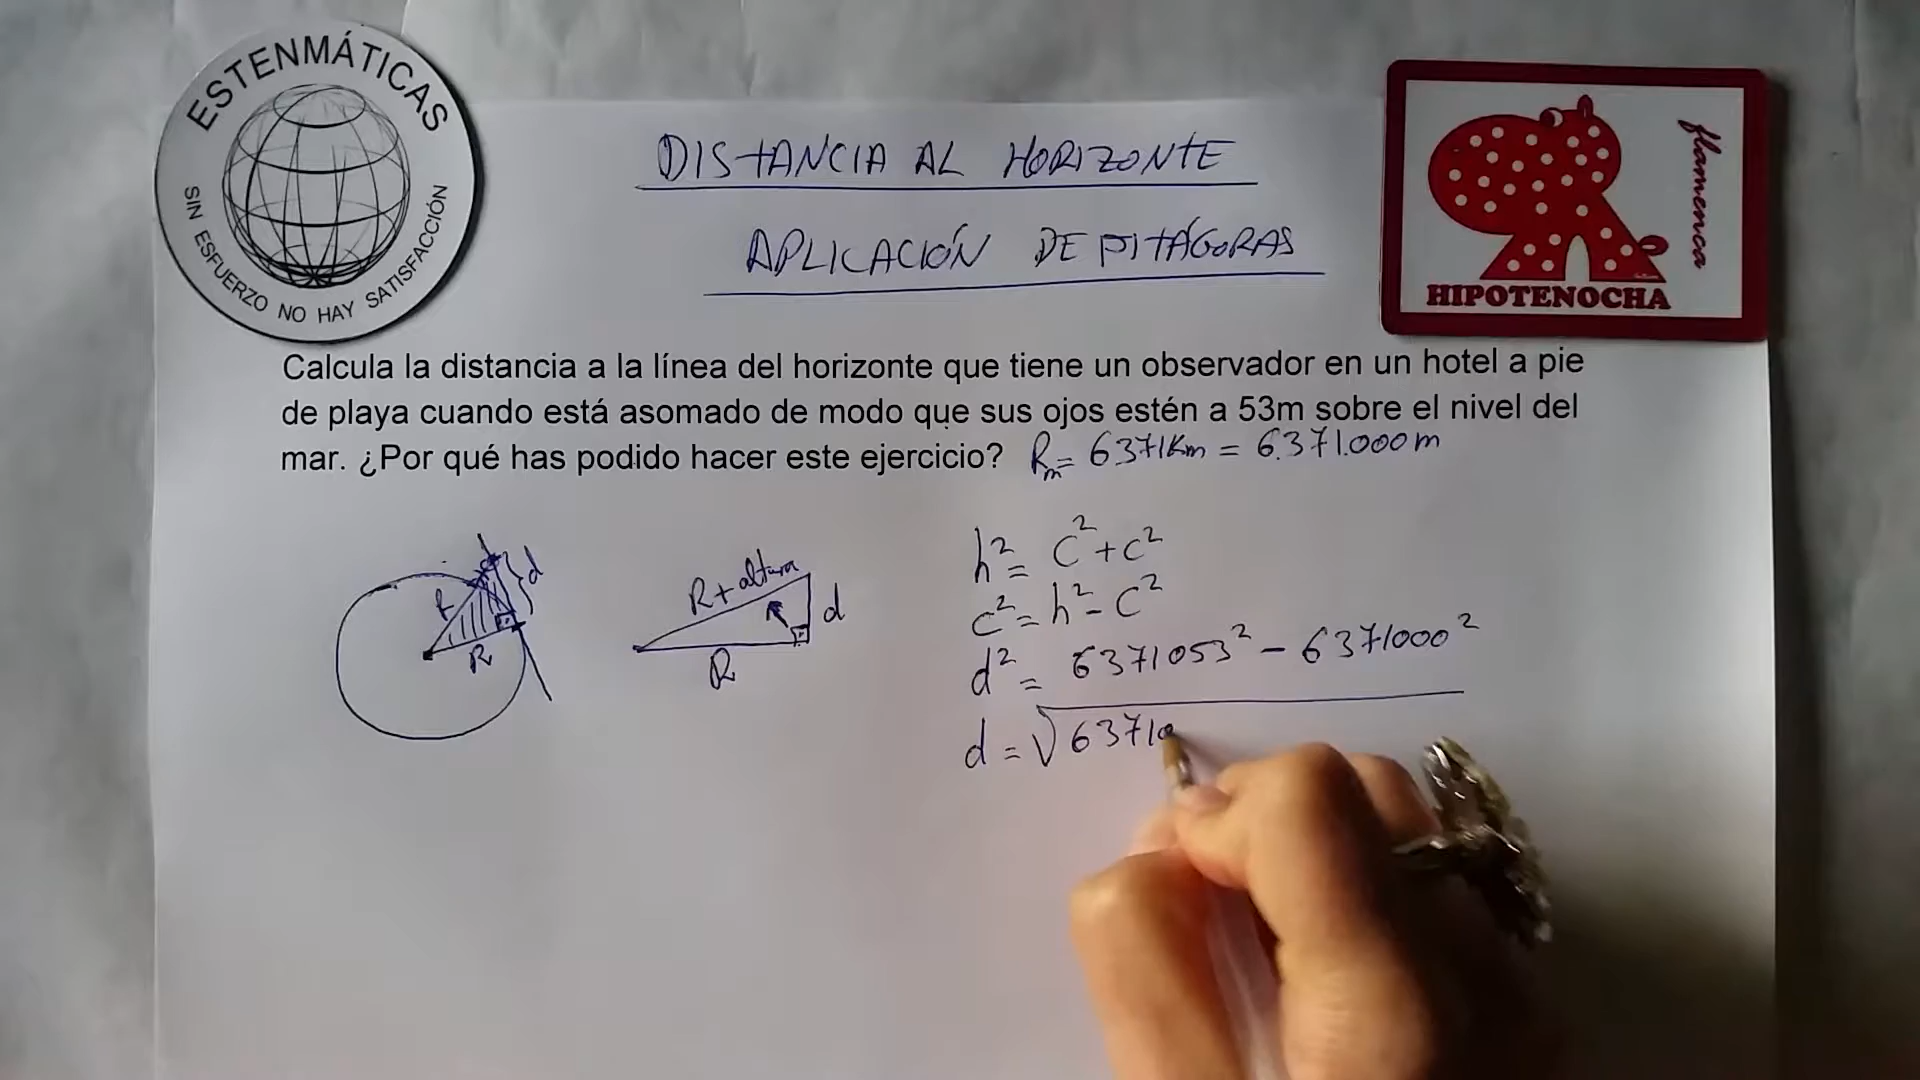 ESTENMÁTICAS
SIN ESFUERZO NO HAY SATISFACCIÓN
DISTANCIA AL HORIZONTE
APLICACIÓN DE PITÁGORAS
flamenca
HIPOTENOCHA
Calcula la distancia a la línea del horizonte que tiene un observador en un hotel a pie
de playa cuando está asomado de modo que sus ojos estén a 53m sobre el nivel del
mar. ¿Por qué has podido hacer este ejercicio? Rm = 6371Km = 6.371.000 m
d
R
R
R + altura
d
R
h² = C² + c²
c² = h² - C²
d² = 6371053² - 6371000²
d = √63710